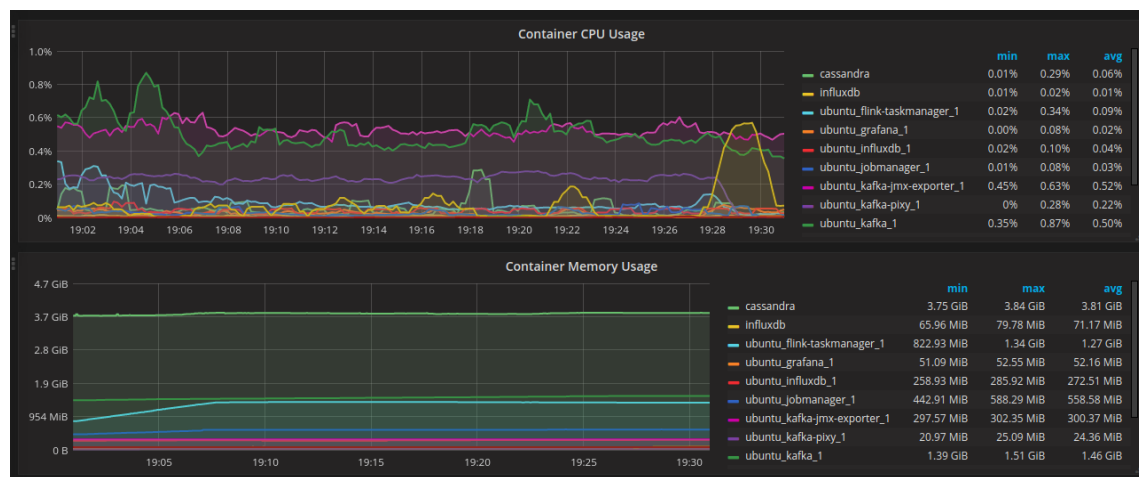 Container CPU Usage
1.0%
0.8%
0.6%
0.4%
0.2%
0%
19:02 19:04 19:06 19:08 19:10 19:12 19:14 19:16 19:18 19:20 19:22 19:24 19:26 19:28 19:30
min max avg
cassandra 0.01% 0.29% 0.06%
influxdb 0.01% 0.02% 0.01%
ubuntu_flink-taskmanager_1 0.02% 0.34% 0.09%
ubuntu_grafana_1 0.00% 0.08% 0.02%
ubuntu_influxdb_1 0.02% 0.10% 0.04%
ubuntu_jobmanager_1 0.01% 0.08% 0.03%
ubuntu_kafka-jmx-exporter_1 0.45% 0.63% 0.52%
ubuntu_kafka-pixy_1 0% 0.28% 0.22%
ubuntu_kafka_1 0.35% 0.87% 0.50%
Container Memory Usage
4.7 GiB
3.7 GiB
2.8 GiB
1.9 GiB
954 MiB
0 B
19:05 19:10 19:15 19:20 19:25 19:30
min max avg
cassandra 3.75 GiB 3.84 GiB 3.81 GiB
influxdb 65.96 MiB 79.78 MiB 71.17 MiB
ubuntu_flink-taskmanager_1 822.93 MiB 1.34 GiB 1.27 GiB
ubuntu_grafana_1 51.09 MiB 52.55 MiB 52.16 MiB
ubuntu_influxdb_1 258.93 MiB 285.92 MiB 272.51 MiB
ubuntu_jobmanager_1 442.91 MiB 588.29 MiB 558.58 MiB
ubuntu_kafka-jmx-exporter_1 297.57 MiB 302.35 MiB 300.37 MiB
ubuntu_kafka-pixy_1 20.97 MiB 25.09 MiB 24.36 MiB
ubuntu_kafka_1 1.39 GiB 1.51 GiB 1.46 GiB